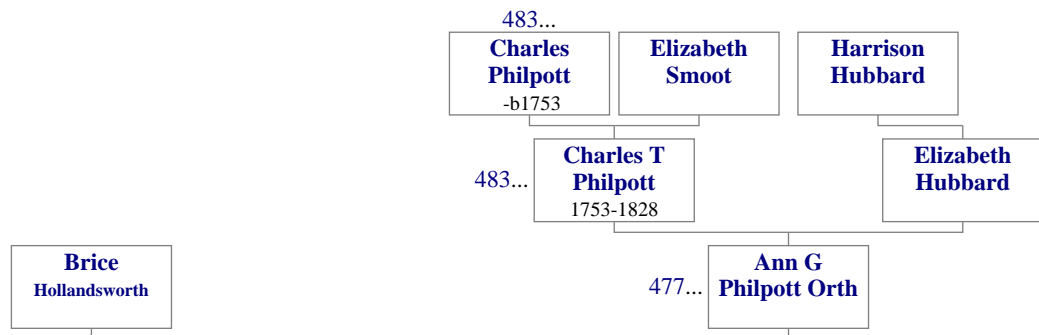 483...
Charles
Philpott
-b1753
Elizabeth
Smoot
Harrison
Hubbard
483...
Charles T
Philpott
1753-1828
Elizabeth
Hubbard
Brice
Hollandsworth
477...
Ann G
Philpott Orth